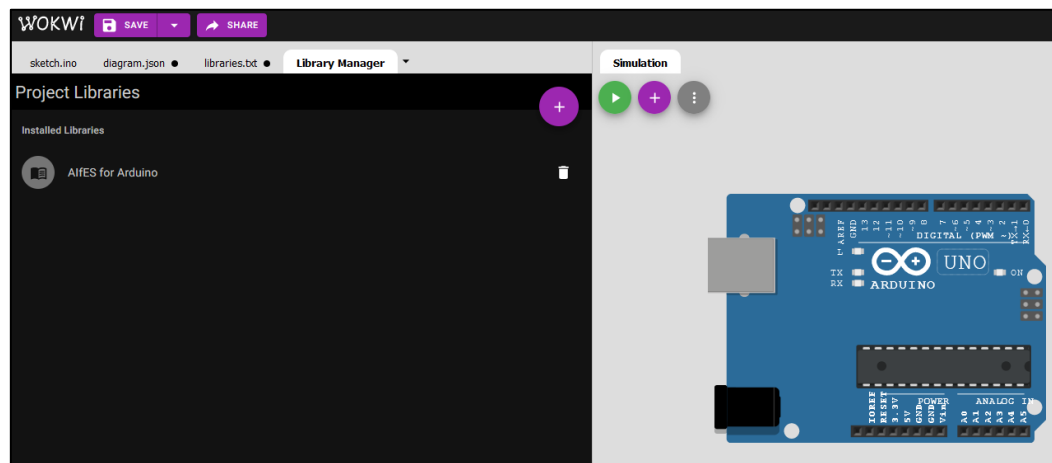 WOKWI SAVE SHARE
sketch.ino diagram.json libraries.txt Library Manager
Project Libraries
Installed Libraries
AIfES for Arduino
Simulation
AREF
GND
13
12
~11
~10
~9
8
7
~6
~5
~4
~3
2
TX→1
RX←0
DIGITAL (PWM ~)
L
TX
RX
ARDUINO
UNO
ON
IOREF
RESET
3.3V
5V
GND
GND
Vin
POWER
ANALOG IN
A0
A1
A2
A3
A4
A5